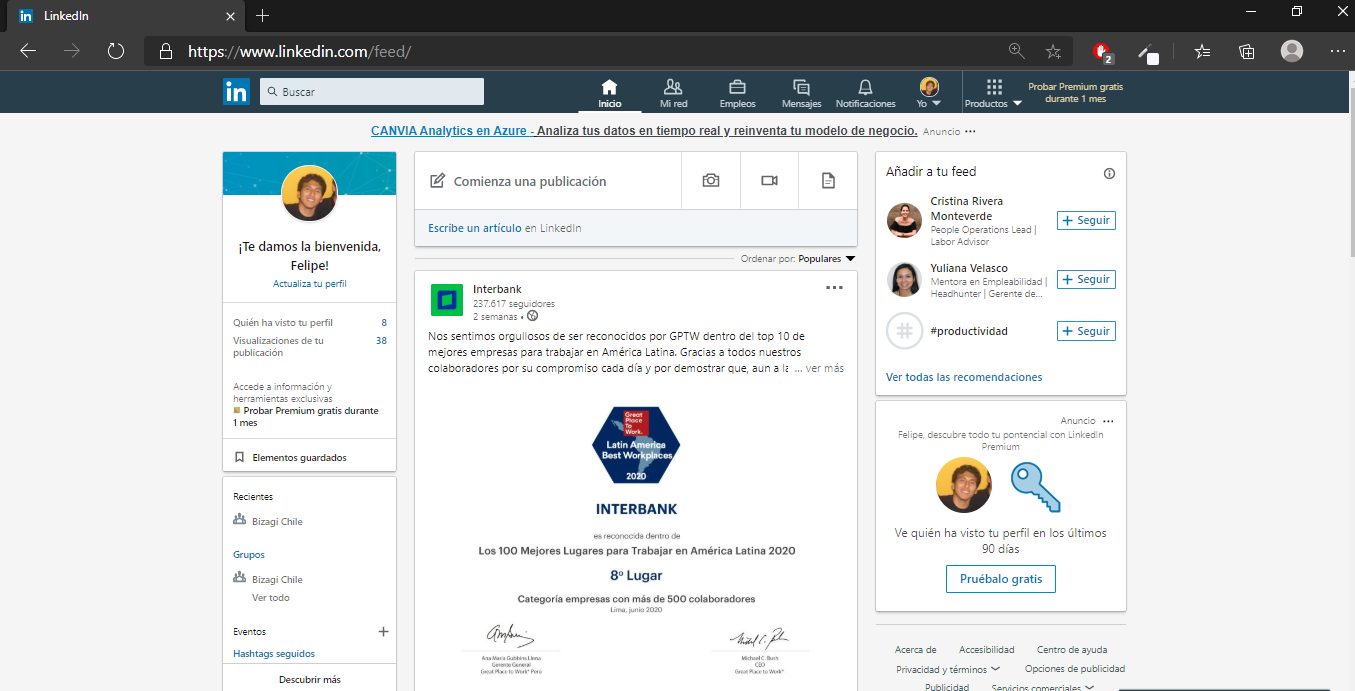 LinkedIn
https://www.linkedin.com/feed/
2
in
Buscar
Inicio
Mi red
Empleos
Mensajes
Notificaciones
Yo
Productos
Probar Premium gratis
durante 1 mes
CANVIA Analytics en Azure - Analiza tus datos en tiempo real y reinventa tu modelo de negocio. Anuncio ···
¡Te damos la bienvenida,
Felipe!
Actualiza tu perfil
Quién ha visto tu perfil 8
Visualizaciones de tu
publicación 38
Accede a información y
herramientas exclusivas
Probar Premium gratis durante
1 mes
Elementos guardados
Recientes
Bizagi Chile
Grupos
Bizagi Chile
Ver todo
Eventos +
Hashtags seguidos
Descubrir más
Comienza una publicación
Escribe un artículo en LinkedIn
Ordenar por: Populares
Interbank
237.617 seguidores
2 semanas •
Nos sentimos orgullosos de ser reconocidos por GPTW dentro del top 10 de
mejores empresas para trabajar en América Latina. Gracias a todos nuestros
colaboradores por su compromiso cada día y por demostrar que, aun a la ... ver más
Great
Place
To
Work.
Latin America
Best Workplaces
2020
INTERBANK
es reconocida dentro de
Los 100 Mejores Lugares para Trabajar en América Latina 2020
8º Lugar
Categoría empresas con más de 500 colaboradores
Lima, junio 2020
Ana María Gubbins Llona
Gerente General
Great Place to Work® Perú
Michael C. Bush
CEO
Great Place to Work®
Añadir a tu feed
Cristina Rivera
Monteverde
People Operations Lead |
Labor Advisor
+ Seguir
Yuliana Velasco
Mentora en Empleabilidad |
Headhunter | Gerente de...
+ Seguir
#
#productividad
+ Seguir
Ver todas las recomendaciones
Anuncio ···
Felipe, descubre todo tu pontencial con LinkedIn
Premium
Ve quién ha visto tu perfil en los últimos
90 días
Pruébalo gratis
Acerca de Accesibilidad Centro de ayuda
Privacidad y términos Opciones de publicidad
Publicidad Servicios comerciales